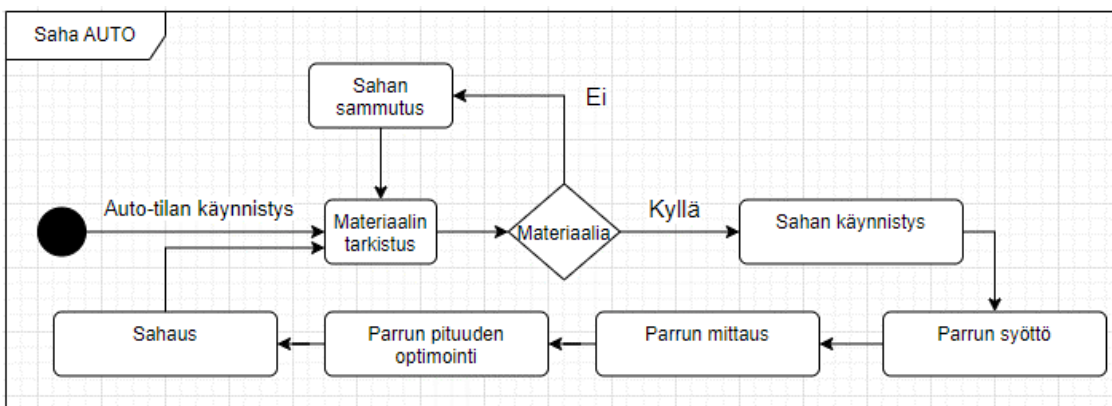 Saha AUTO
Sahan
sammutus
Ei
Auto-tilan käynnistys
Materiaalin
tarkistus
Materiaalia
Kyllä
Sahan käynnistys
Sahaus
Parrun pituuden
optimointi
Parrun mittaus
Parrun syöttö